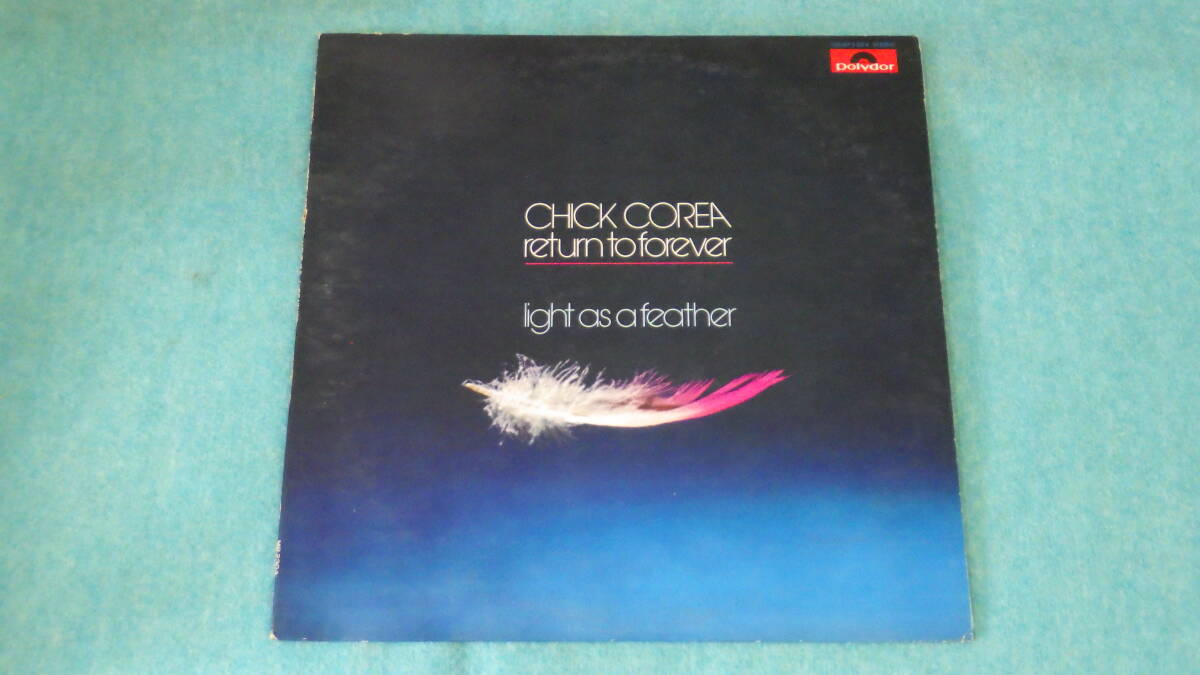 Polydor
CHICK COREA
return to forever
light as a feather